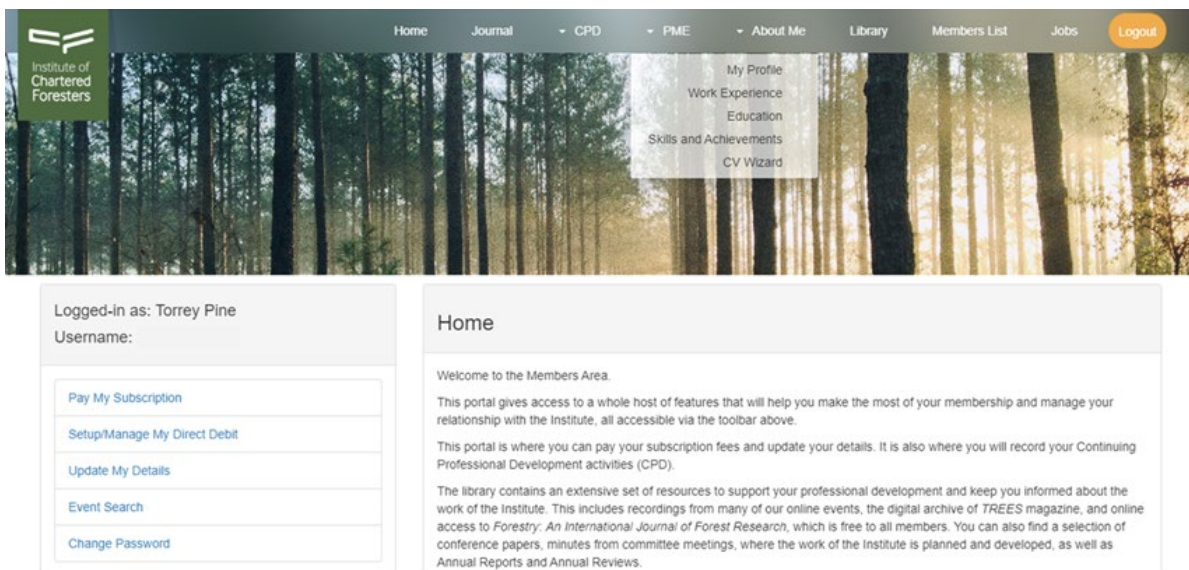 Institute of
Chartered
Foresters
Home Journal CPD PME About Me Library Members List Jobs Logout
My Profile
Work Experience
Education
Skills and Achievements
CV Wizard
Logged-in as: Torrey Pine
Username:
Pay My Subscription
Setup/Manage My Direct Debit
Update My Details
Event Search
Change Password
Home
Welcome to the Members Area.
This portal gives access to a whole host of features that will help you make the most of your membership and manage your
relationship with the Institute, all accessible via the toolbar above.
This portal is where you can pay your subscription fees and update your details. It is also where you will record your Continuing
Professional Development activities (CPD).
The library contains an extensive set of resources to support your professional development and keep you informed about the
work of the Institute. This includes recordings from many of our online events, the digital archive of TREES magazine, and online
access to Forestry: An International Journal of Forest Research, which is free to all members. You can also find a selection of
conference papers, minutes from committee meetings, where the work of the Institute is planned and developed, as well as
Annual Reports and Annual Reviews.